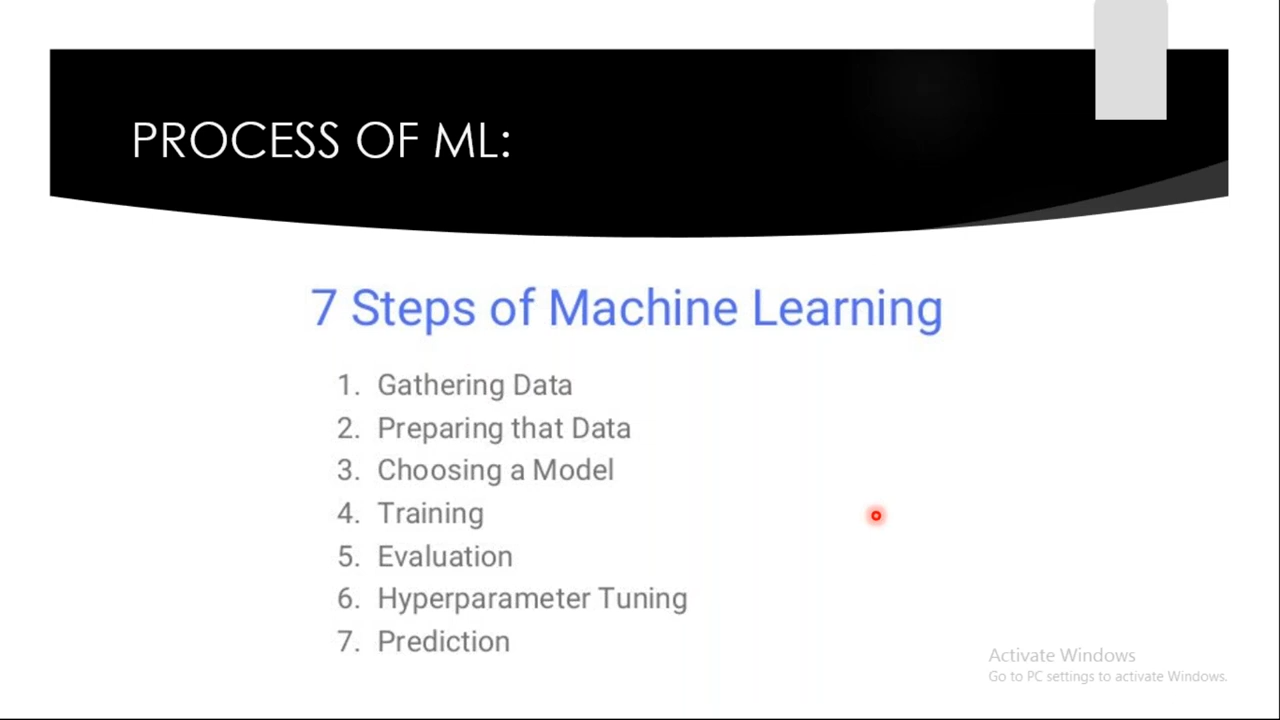 PROCESS OF ML:
7 Steps of Machine Learning
1. Gathering Data
2. Preparing that Data
3. Choosing a Model
4. Training
5. Evaluation
6. Hyperparameter Tuning
7. Prediction
Activate Windows
Go to PC settings to activate Windows.